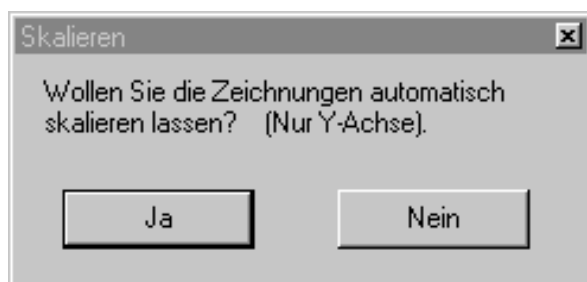 Skalieren
Wollen Sie die Zeichnungen automatisch
skalieren lassen? (Nur Y-Achse).
Ja Nein